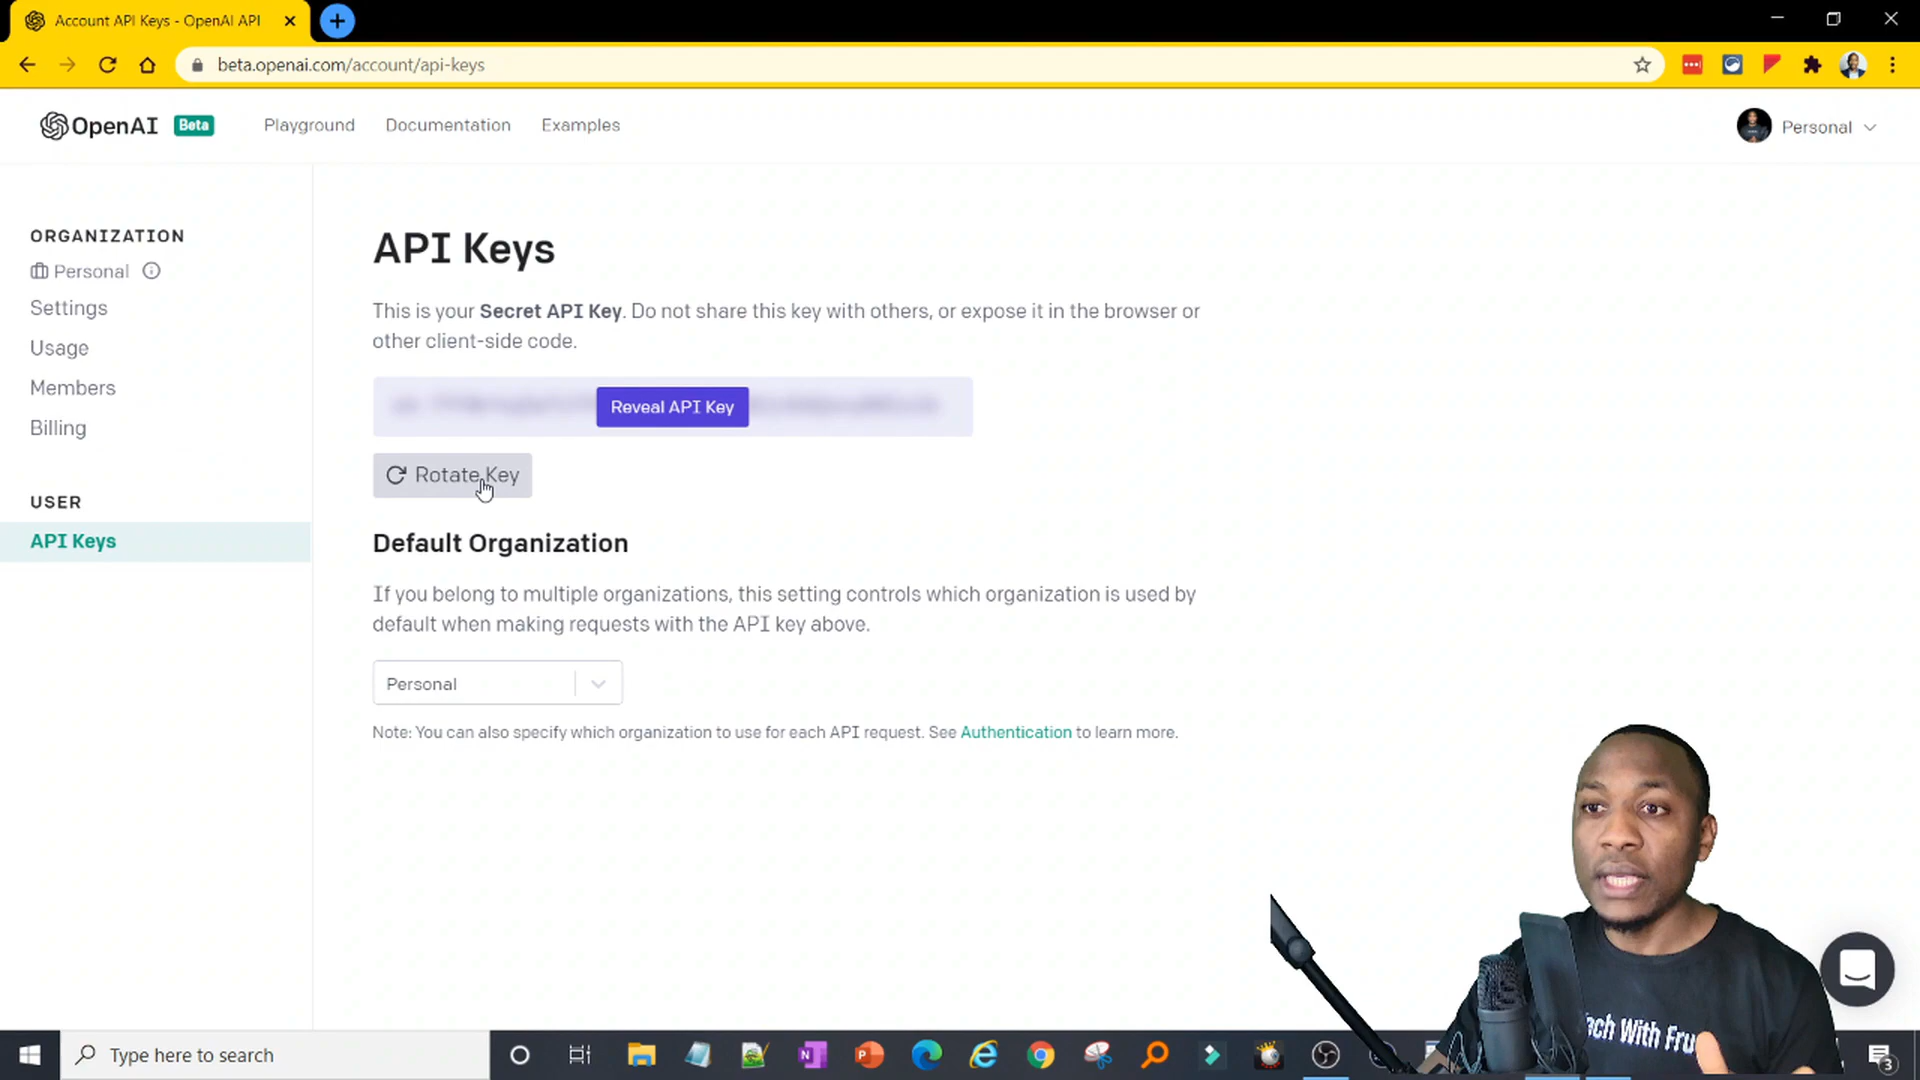 Account API Keys - OpenAI API
beta.openai.com/account/api-keys
OpenAI Beta Playground Documentation Examples Personal
ORGANIZATION
Personal
Settings
Usage
Members
Billing
USER
API Keys
API Keys
This is your Secret API Key. Do not share this key with others, or expose it in the browser or
other client-side code.
Reveal API Key
Rotate Key
Default Organization
If you belong to multiple organizations, this setting controls which organization is used by
default when making requests with the API key above.
Personal
Note: You can also specify which organization to use for each API request. See Authentication to learn more.
With
Type here to search
3